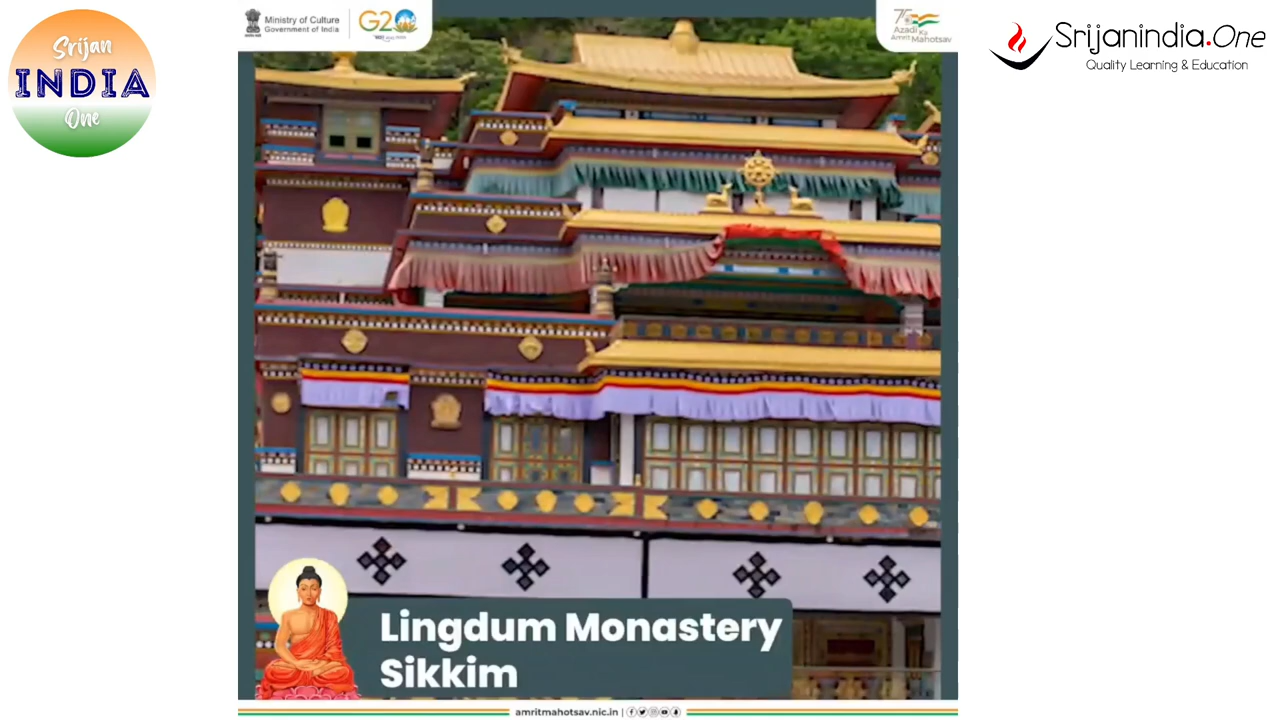 Srijan
INDIA
One
Ministry of Culture
Government of India
G20
75
Azadi Ka
Amrit Mahotsav
Srijanindia.One
Quality Learning & Education
Lingdum Monastery
Sikkim
amritmahotsav.nic.in |